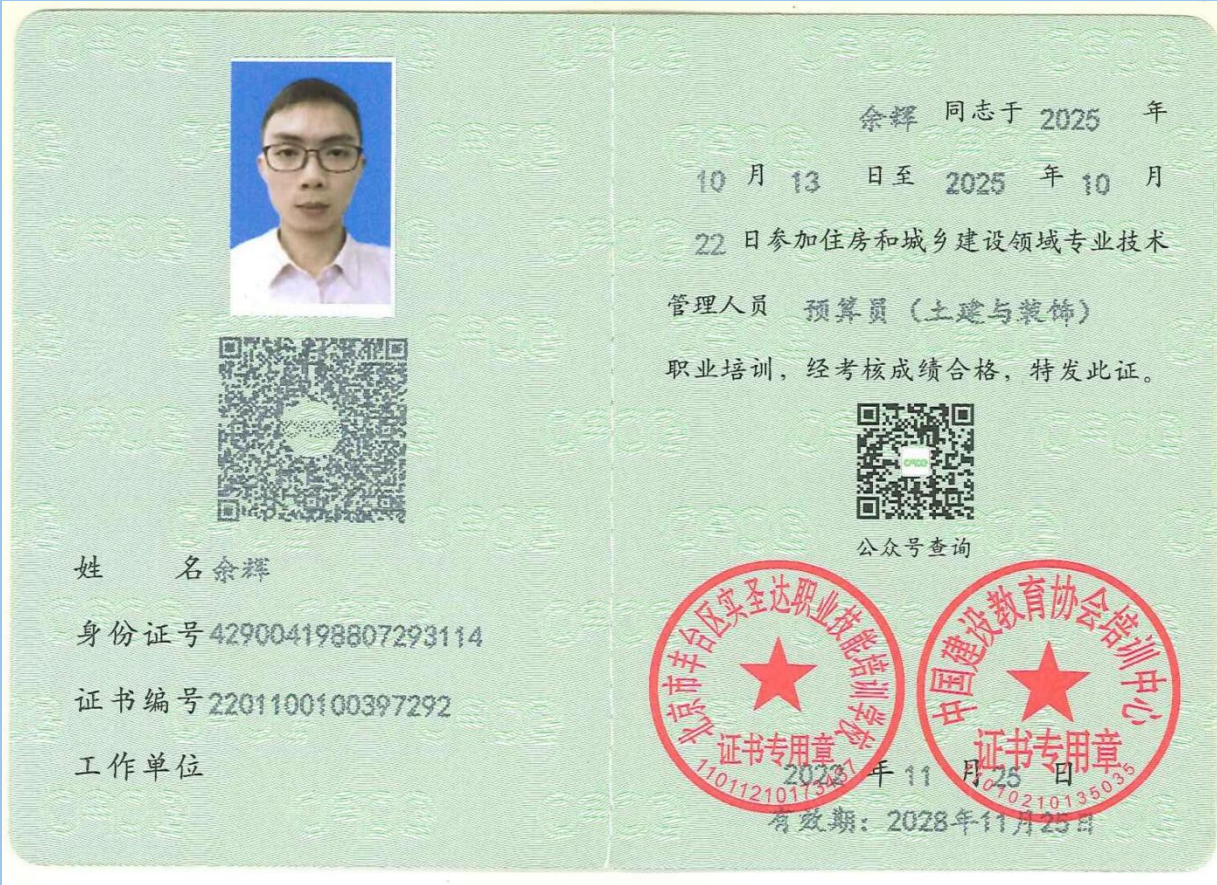 姓 名 余辉
身份证号 429004198807293114
证书编号 2201100100397292
工作单位
余辉 同志于 2025 年
10 月 13 日至 2025 年 10 月
22 日参加住房和城乡建设领域专业技术
管理人员 预算员（土建与装饰）
职业培训，经考核成绩合格，特发此证。
公众号查询
北京市丰台区实圣达职业技能培训学校
证书专用章
中国建设教育协会培训中心
证书专用章
年 11 月 25 日
有效期：2028年11月25日